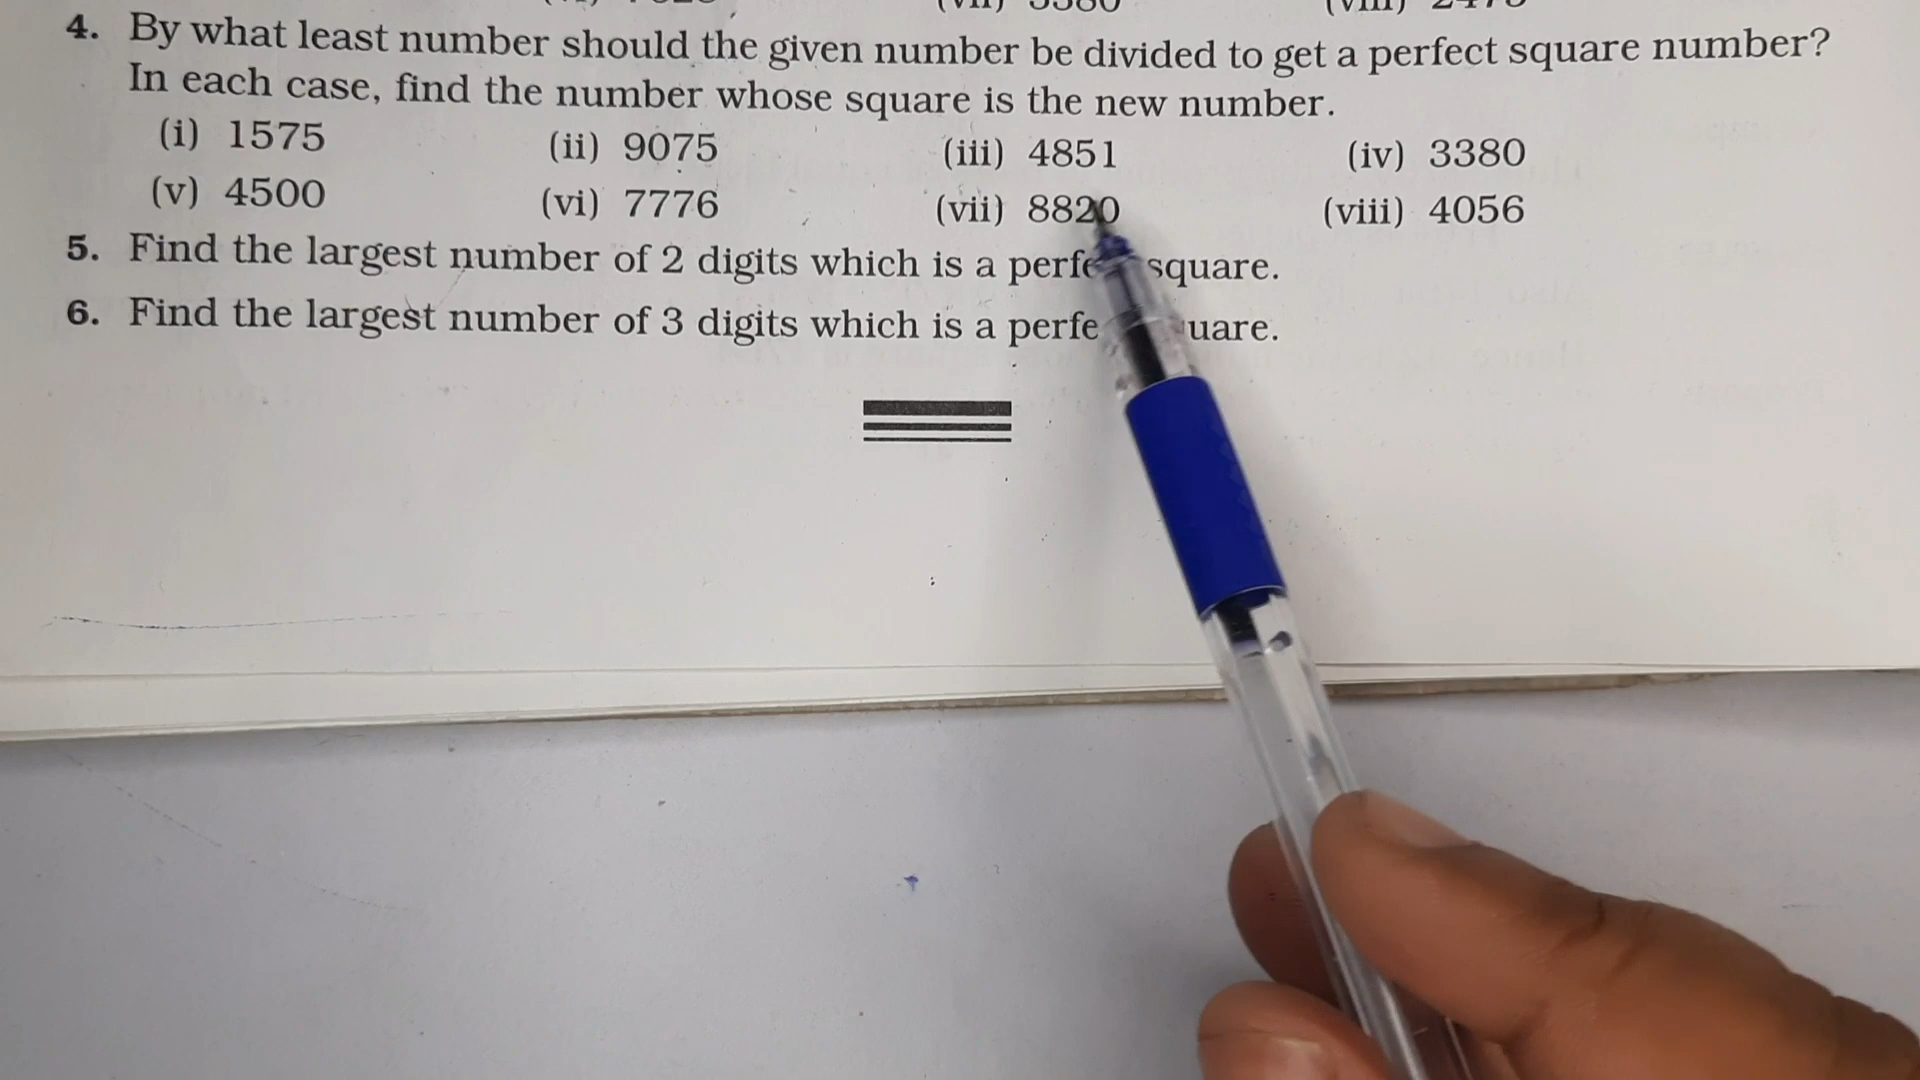 4. By what least number should the given number be divided to get a perfect square number?
In each case, find the number whose square is the new number.
(i) 1575 (ii) 9075 (iii) 4851 (iv) 3380
(v) 4500 (vi) 7776 (vii) 8820 (viii) 4056
5. Find the largest number of 2 digits which is a perfe square.
6. Find the largest number of 3 digits which is a perfe uare.